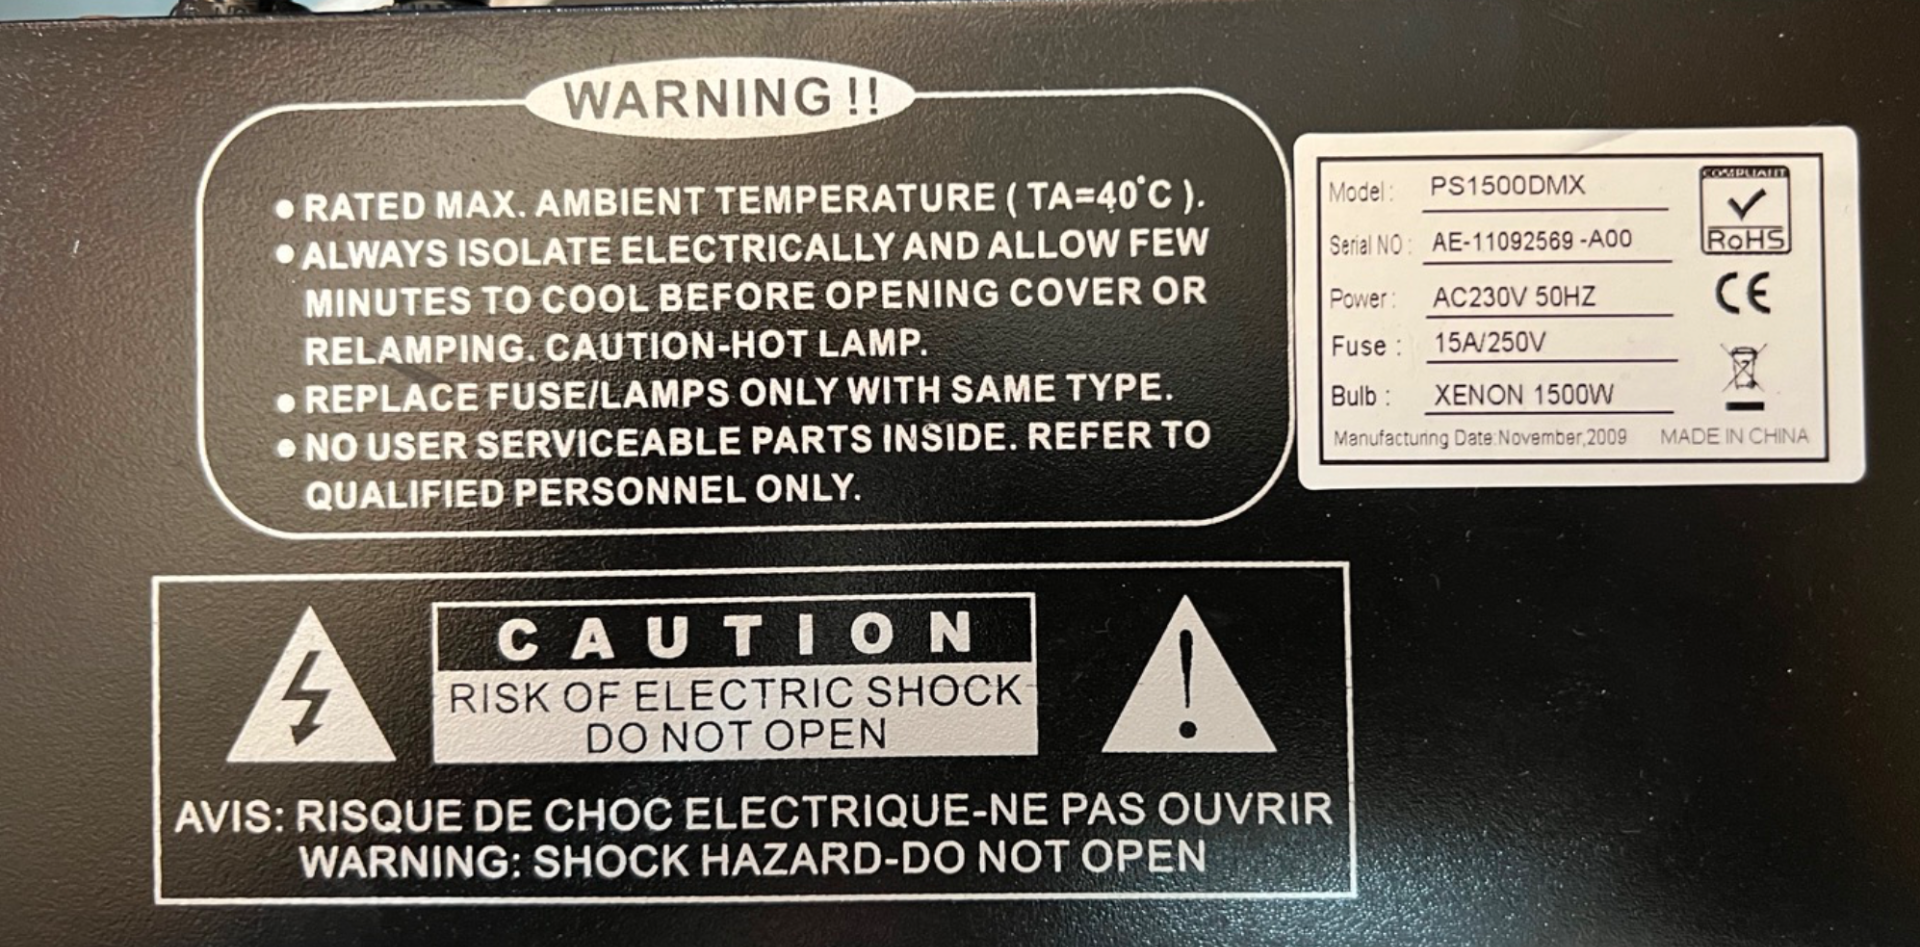 WARNING!!
● RATED MAX. AMBIENT TEMPERATURE ( TA=40°C ).
● ALWAYS ISOLATE ELECTRICALLY AND ALLOW FEW
MINUTES TO COOL BEFORE OPENING COVER OR
RELAMPING. CAUTION-HOT LAMP.
● REPLACE FUSE/LAMPS ONLY WITH SAME TYPE.
● NO USER SERVICEABLE PARTS INSIDE. REFER TO
QUALIFIED PERSONNEL ONLY.
Model: PS1500DMX
Serial NO: AE-11092569 -A00
Power: AC230V 50HZ
Fuse: 15A/250V
Bulb: XENON 1500W
Manufacturing Date:November,2009 MADE IN CHINA
COMPLIANT
RoHS
CE
CAUTION
RISK OF ELECTRIC SHOCK
DO NOT OPEN
AVIS: RISQUE DE CHOC ELECTRIQUE-NE PAS OUVRIR
WARNING: SHOCK HAZARD-DO NOT OPEN